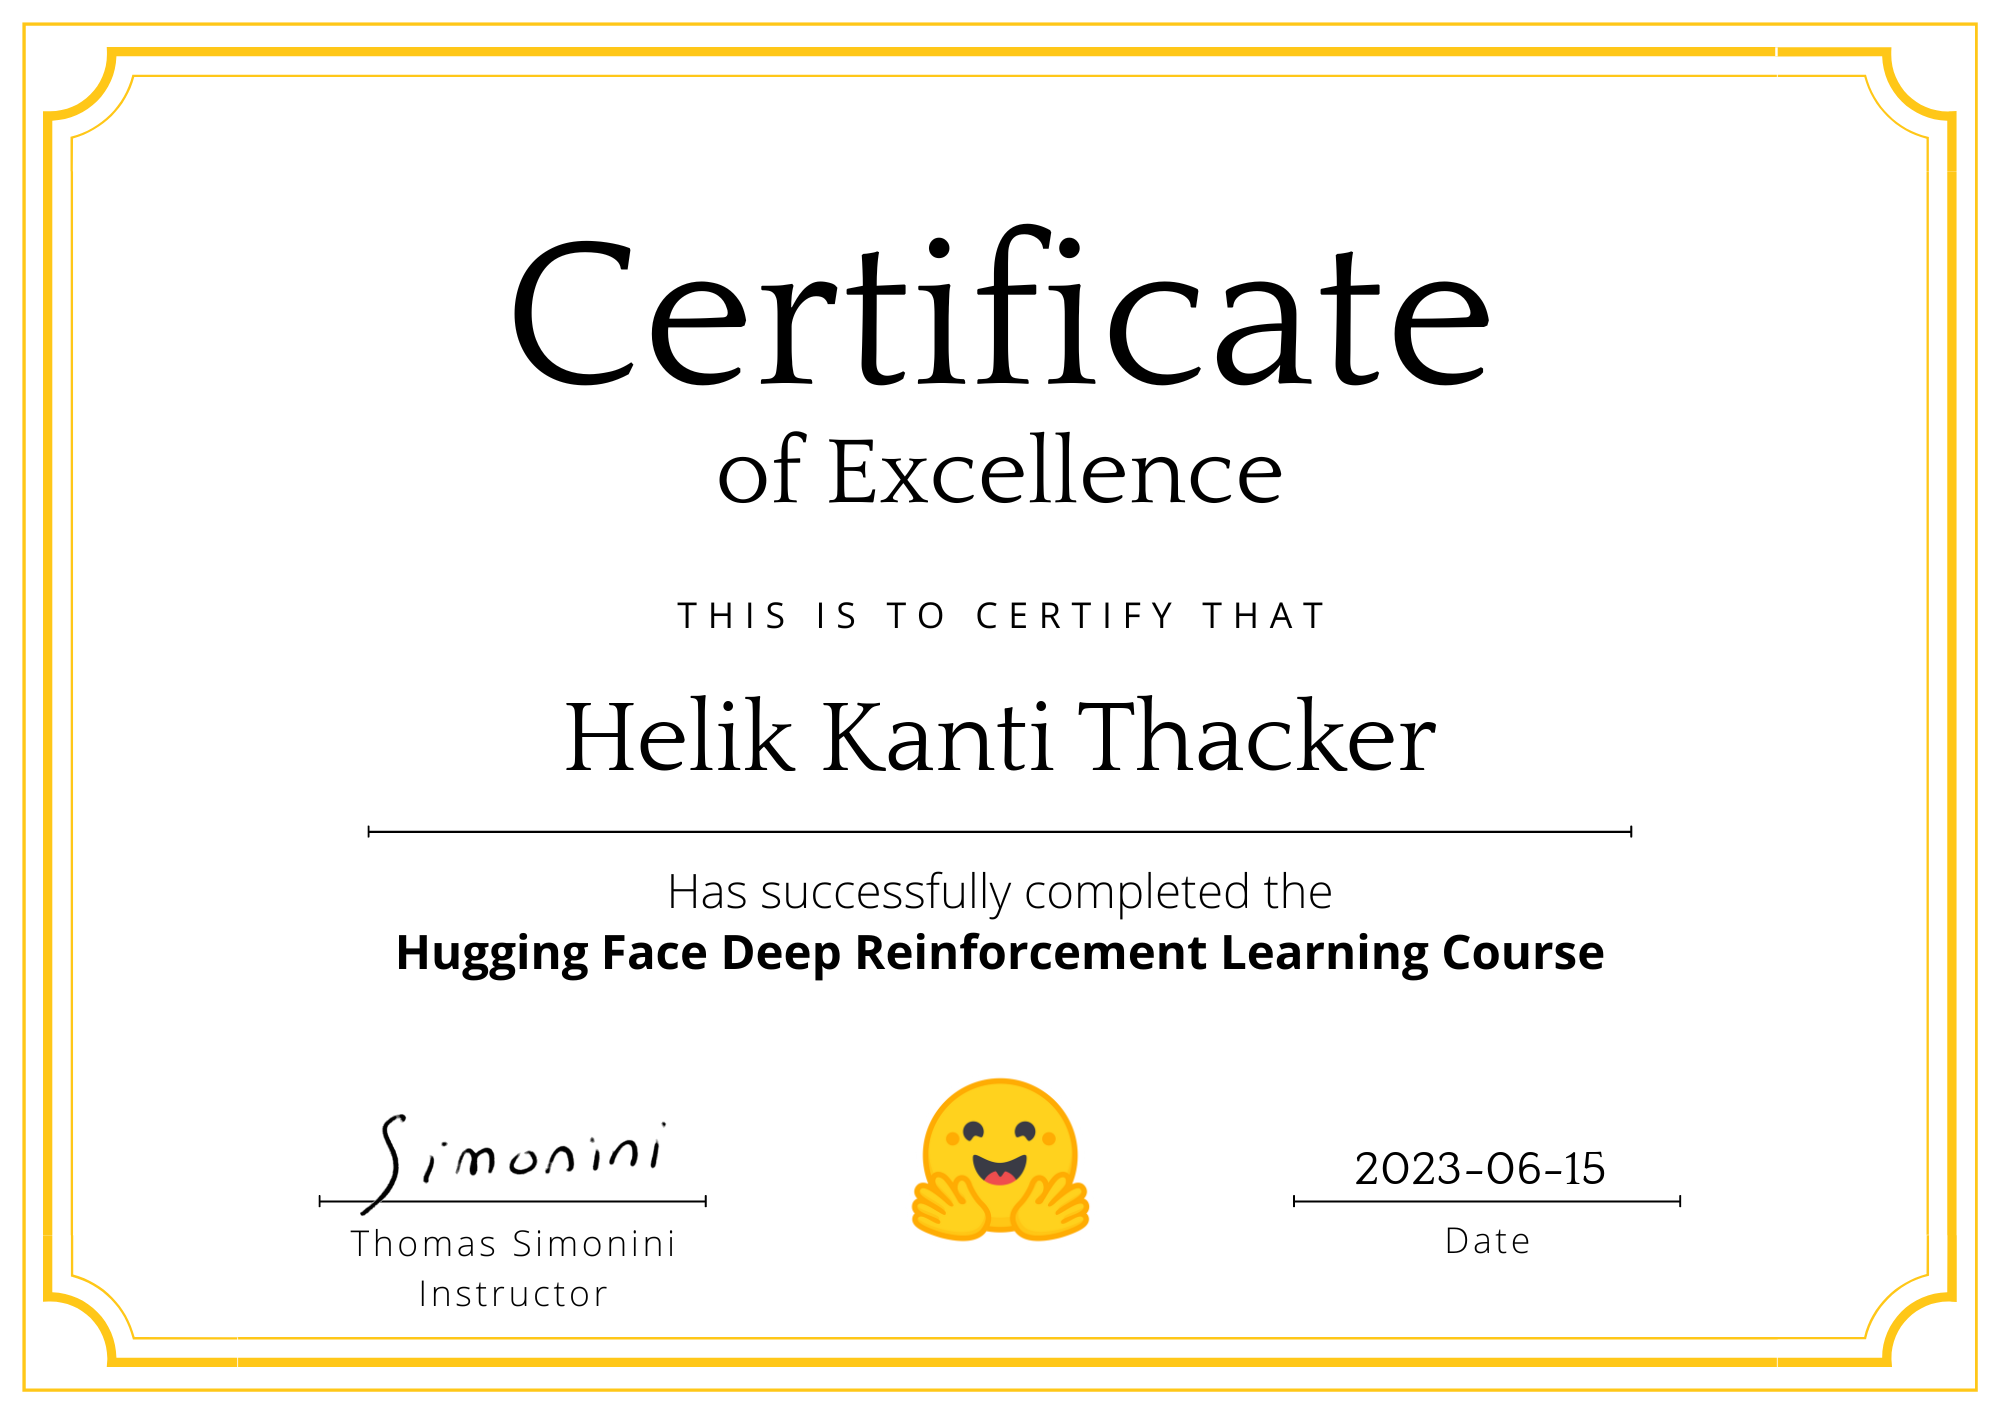 Certificate
of Excellence
THIS IS TO CERTIFY THAT
Helik Kanti Thacker
Has successfully completed the
Hugging Face Deep Reinforcement Learning Course
Simonini
Thomas Simonini
Instructor
2023-06-15
Date